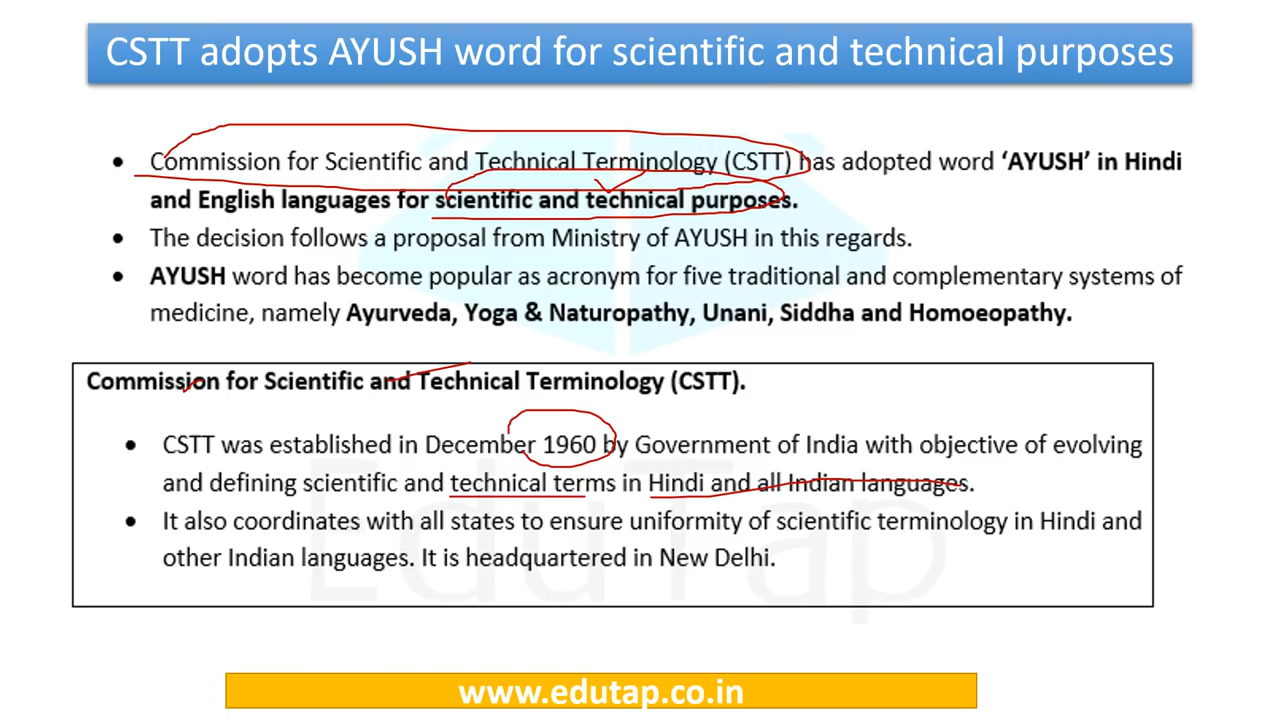 CSTT adopts AYUSH word for scientific and technical purposes
• Commission for Scientific and Technical Terminology (CSTT) has adopted word ‘AYUSH’ in Hindi
and English languages for scientific and technical purposes.
• The decision follows a proposal from Ministry of AYUSH in this regards.
• AYUSH word has become popular as acronym for five traditional and complementary systems of
medicine, namely Ayurveda, Yoga & Naturopathy, Unani, Siddha and Homoeopathy.
Commission for Scientific and Technical Terminology (CSTT).
• CSTT was established in December 1960 by Government of India with objective of evolving
and defining scientific and technical terms in Hindi and all Indian languages.
• It also coordinates with all states to ensure uniformity of scientific terminology in Hindi and
other Indian languages. It is headquartered in New Delhi.
EduTap
www.edutap.co.in